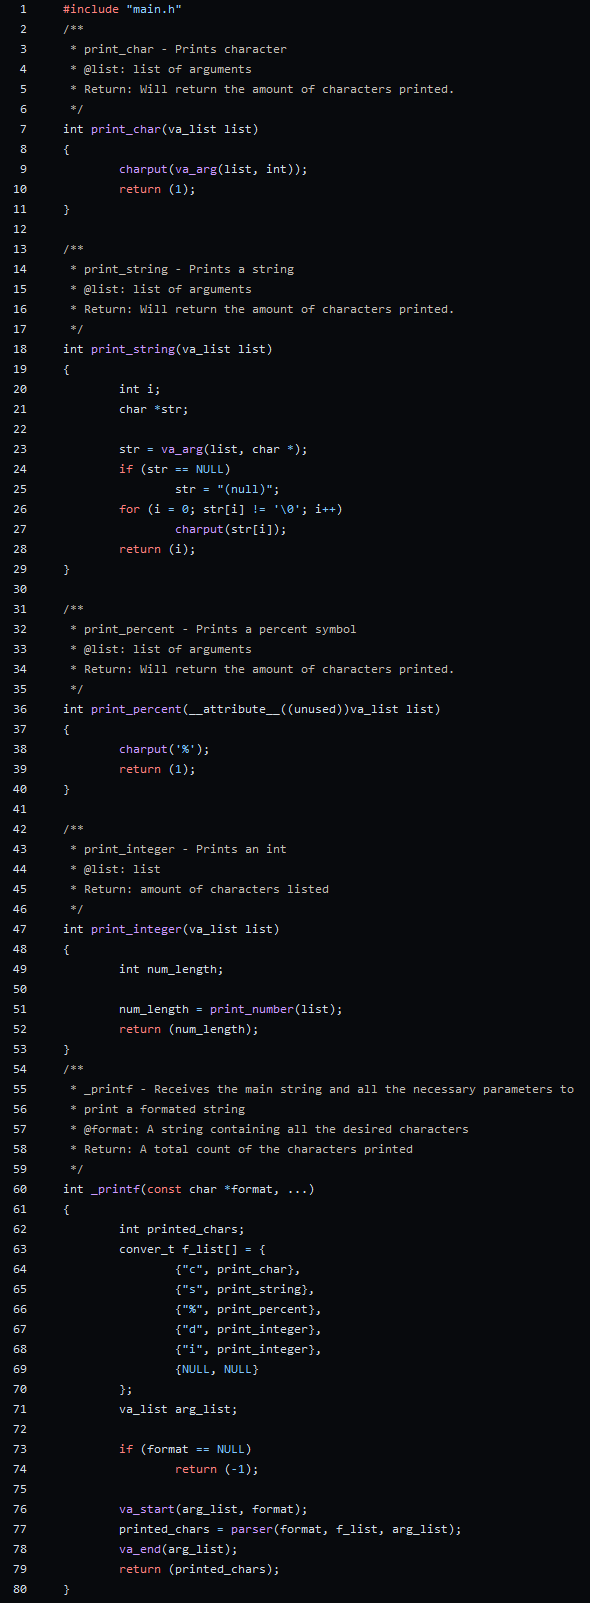 1 #include "main.h"
2 /**
3  * print_char - Prints character
4  * @list: list of arguments
5  * Return: Will return the amount of characters printed.
6  */
7 int print_char(va_list list)
8 {
9         charput(va_arg(list, int));
10         return (1);
11 }
12
13 /**
14  * print_string - Prints a string
15  * @list: list of arguments
16  * Return: Will return the amount of characters printed.
17  */
18 int print_string(va_list list)
19 {
20         int i;
21         char *str;
22
23         str = va_arg(list, char *);
24         if (str == NULL)
25                 str = "(null)";
26         for (i = 0; str[i] != '\0'; i++)
27                 charput(str[i]);
28         return (i);
29 }
30
31 /**
32  * print_percent - Prints a percent symbol
33  * @list: list of arguments
34  * Return: Will return the amount of characters printed.
35  */
36 int print_percent(__attribute__((unused))va_list list)
37 {
38         charput('%');
39         return (1);
40 }
41
42 /**
43  * print_integer - Prints an int
44  * @list: list
45  * Return: amount of characters listed
46  */
47 int print_integer(va_list list)
48 {
49         int num_length;
50
51         num_length = print_number(list);
52         return (num_length);
53 }
54 /**
55  * _printf - Receives the main string and all the necessary parameters to
56  * print a formated string
57  * @format: A string containing all the desired characters
58  * Return: A total count of the characters printed
59  */
60 int _printf(const char *format, ...)
61 {
62         int printed_chars;
63         conver_t f_list[] = {
64                 {"c", print_char},
65                 {"s", print_string},
66                 {"%", print_percent},
67                 {"d", print_integer},
68                 {"i", print_integer},
69                 {NULL, NULL}
70         };
71         va_list arg_list;
72
73         if (format == NULL)
74                 return (-1);
75
76         va_start(arg_list, format);
77         printed_chars = parser(format, f_list, arg_list);
78         va_end(arg_list);
79         return (printed_chars);
80 }